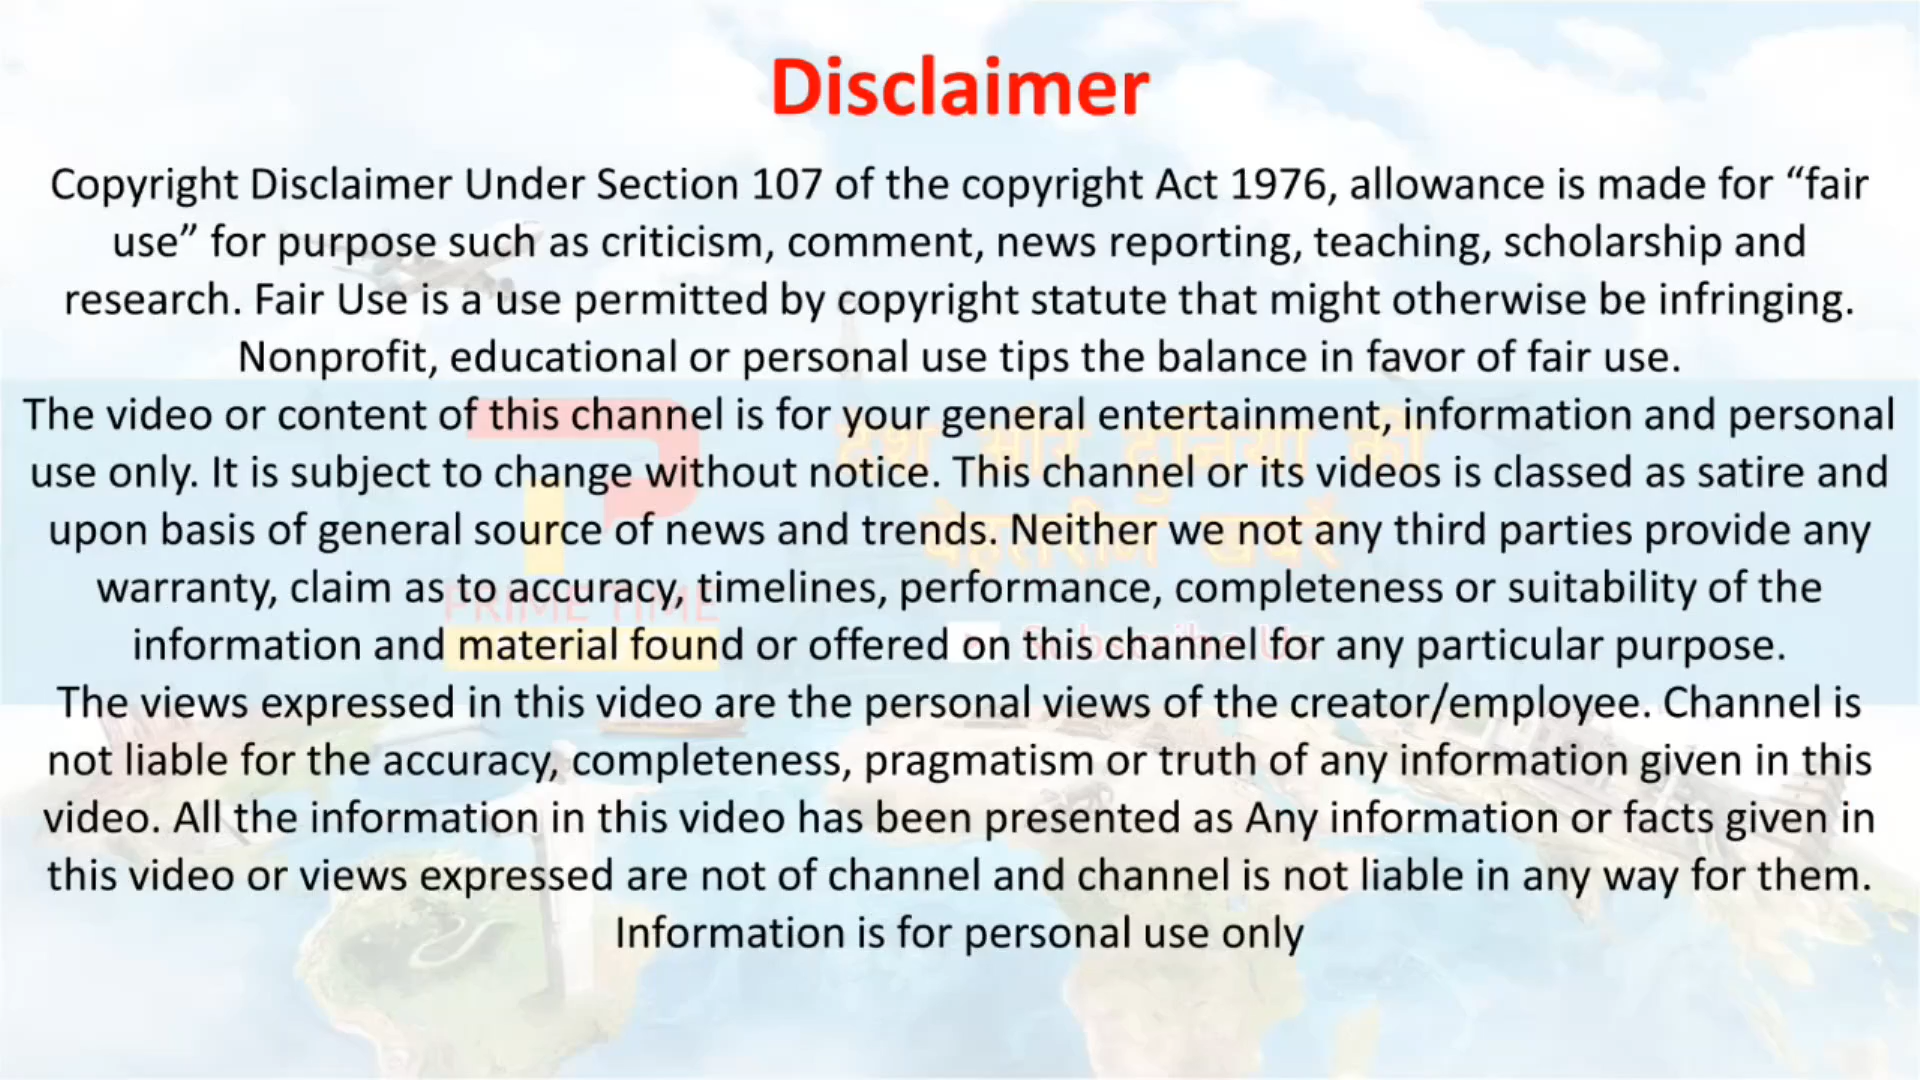 Disclaimer
Copyright Disclaimer Under Section 107 of the copyright Act 1976, allowance is made for “fair
use” for purpose such as criticism, comment, news reporting, teaching, scholarship and
research. Fair Use is a use permitted by copyright statute that might otherwise be infringing.
Nonprofit, educational or personal use tips the balance in favor of fair use.
The video or content of this channel is for your general entertainment, information and personal
use only. It is subject to change without notice. This channel or its videos is classed as satire and
upon basis of general source of news and trends. Neither we not any third parties provide any
warranty, claim as to accuracy, timelines, performance, completeness or suitability of the
information and material found or offered on this channel for any particular purpose.
The views expressed in this video are the personal views of the creator/employee. Channel is
not liable for the accuracy, completeness, pragmatism or truth of any information given in this
video. All the information in this video has been presented as Any information or facts given in
this video or views expressed are not of channel and channel is not liable in any way for them.
Information is for personal use only
देश और दुनिया की
बेहतरीन खबरें
PRIME TIME
Subscribe Us